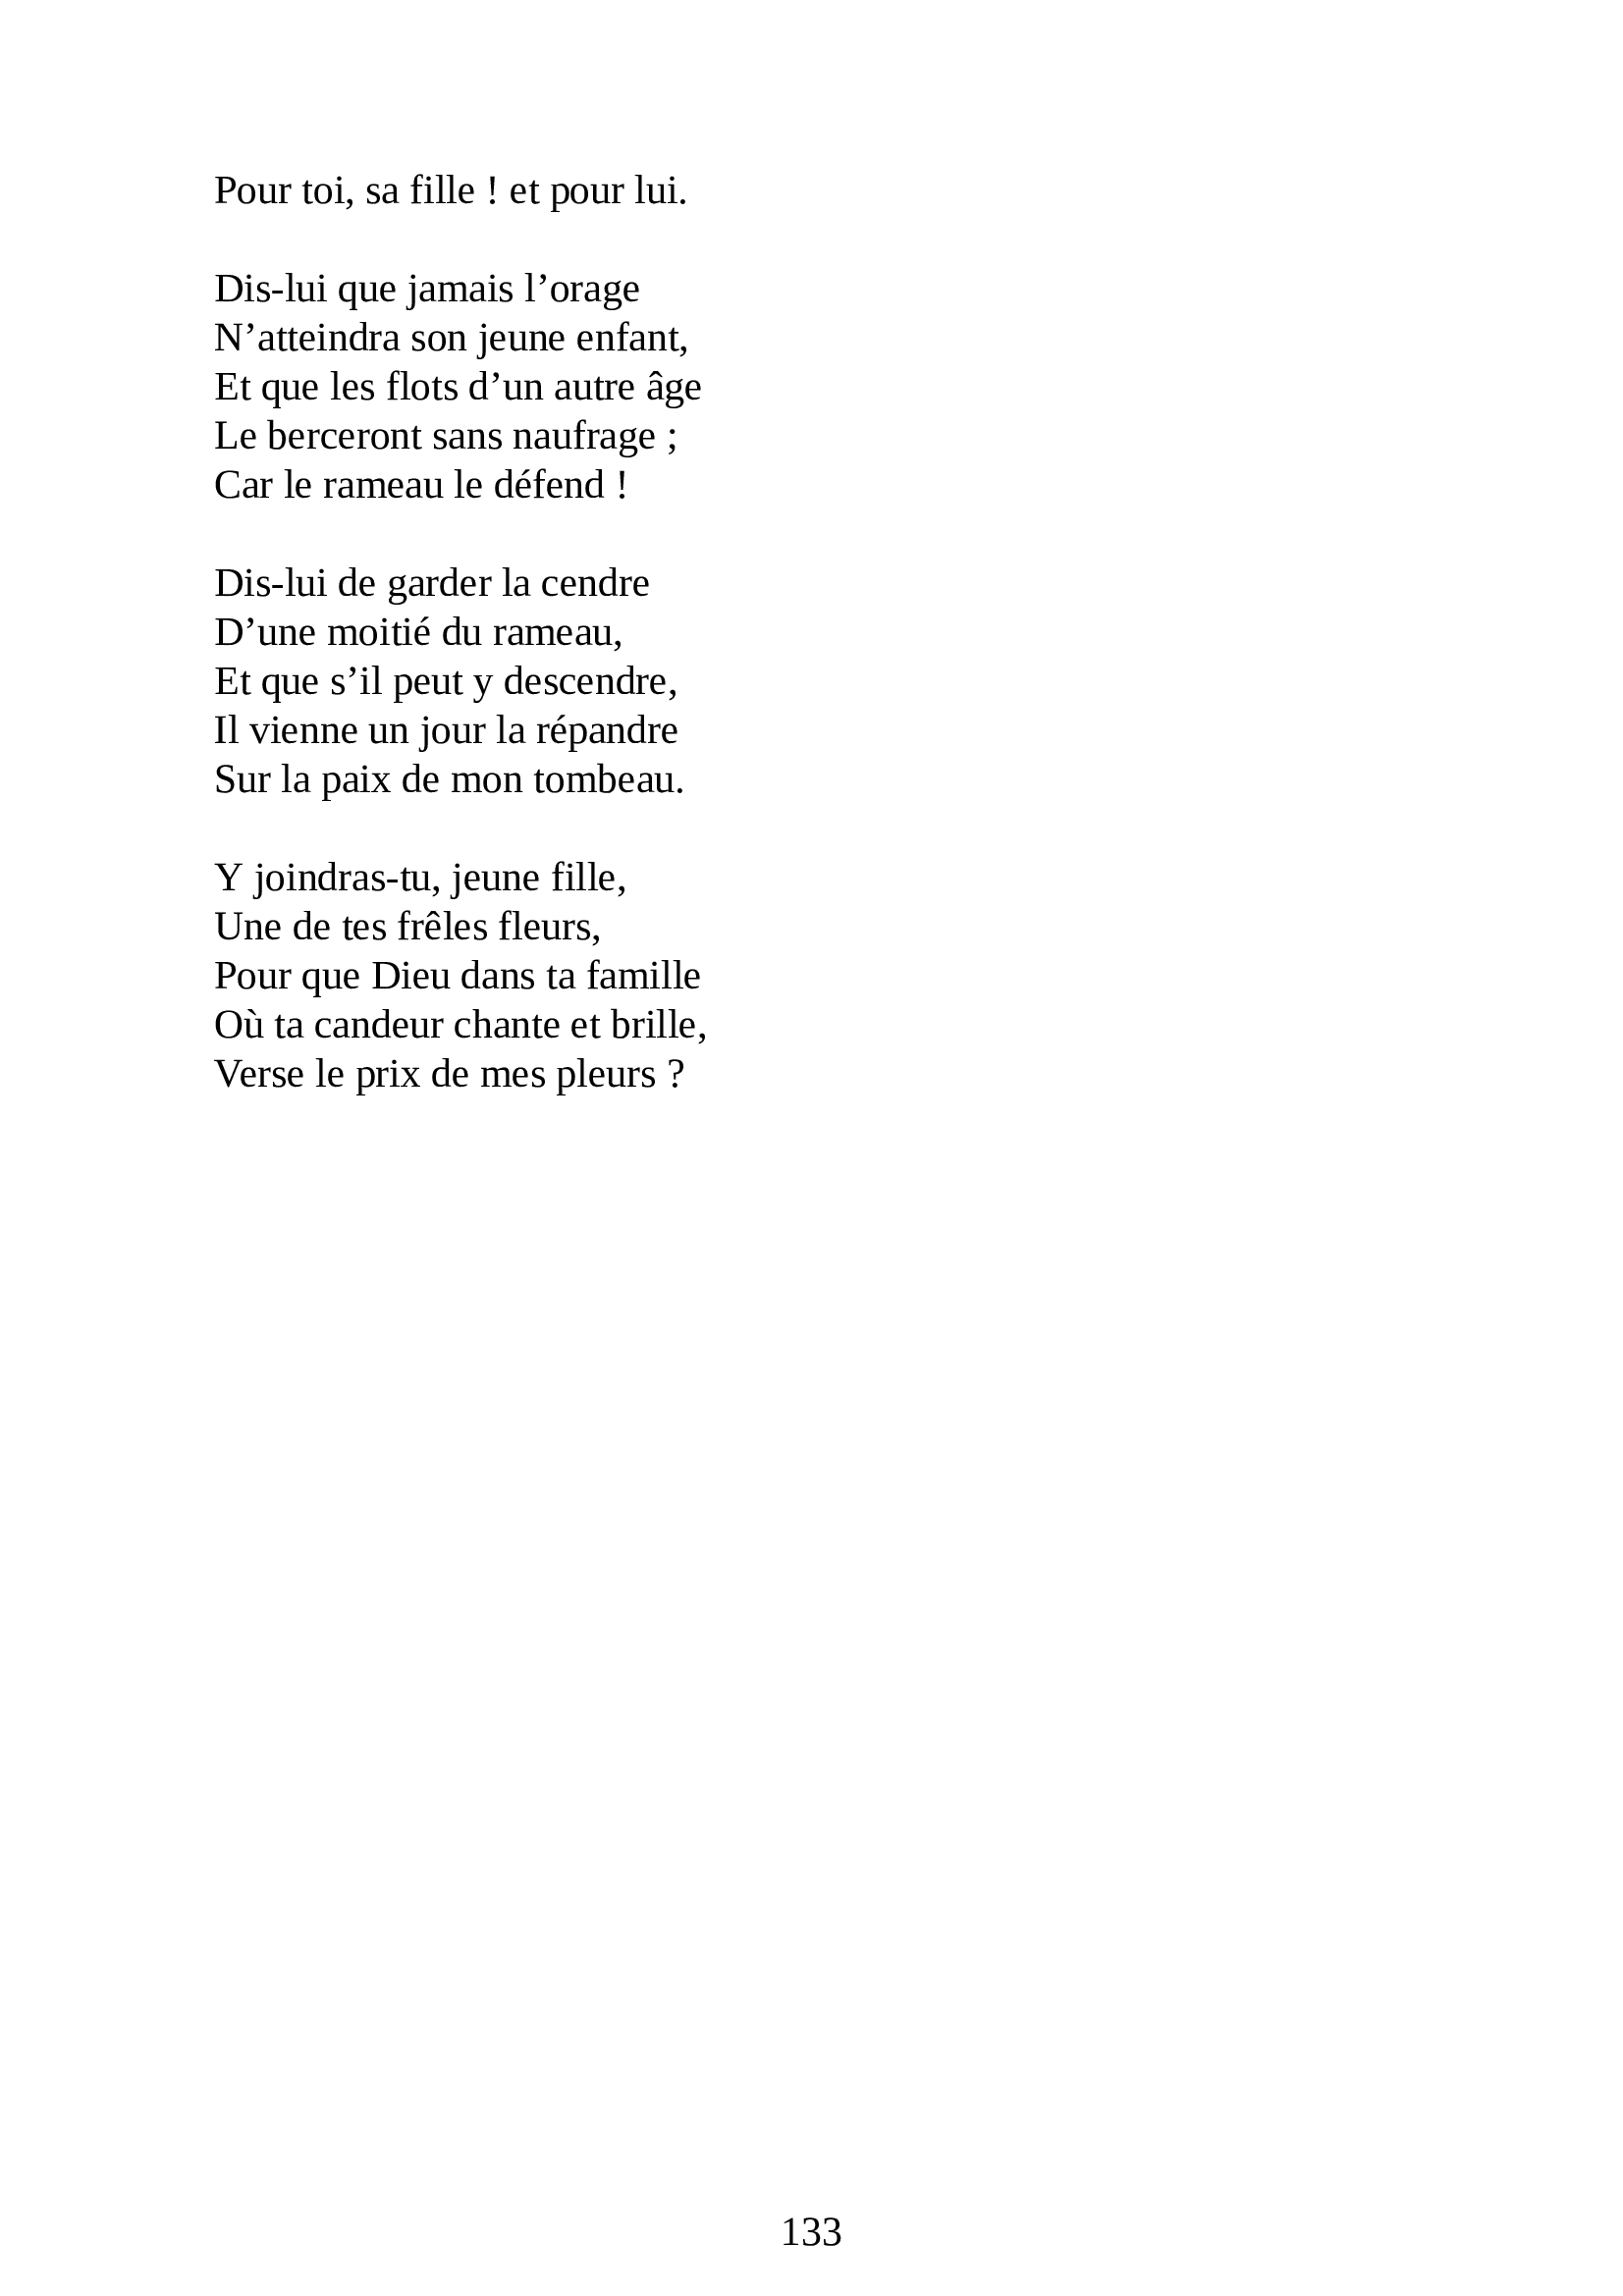 Pour toi, sa fille ! et pour lui.
Dis-lui que jamais l’orage
N’atteindra son jeune enfant,
Et que les flots d’un autre âge
Le berceront sans naufrage ;
Car le rameau le défend !
Dis-lui de garder la cendre
D’une moitié du rameau,
Et que s’il peut y descendre,
Il vienne un jour la répandre
Sur la paix de mon tombeau.
Y joindras-tu, jeune fille,
Une de tes frêles fleurs,
Pour que Dieu dans ta famille
Où ta candeur chante et brille,
Verse le prix de mes pleurs ?
133